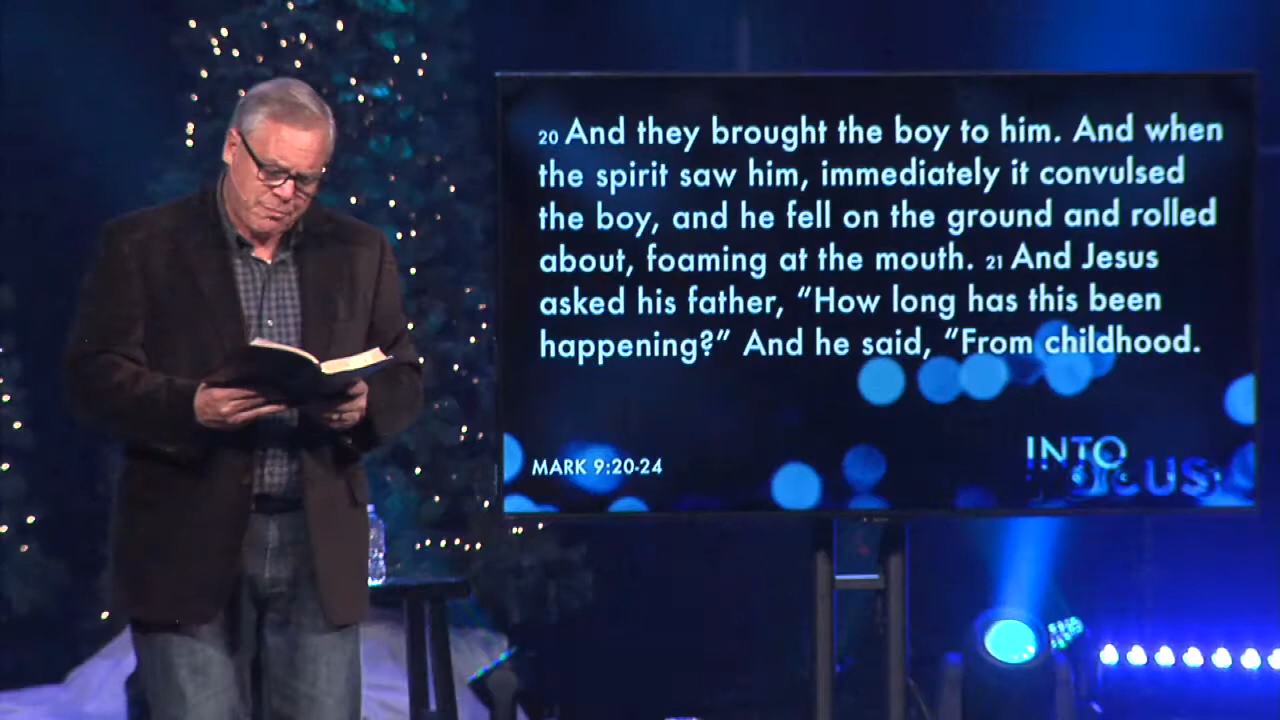 20 And they brought the boy to him. And when
the spirit saw him, immediately it convulsed
the boy, and he fell on the ground and rolled
about, foaming at the mouth. 21 And Jesus
asked his father, “How long has this been
happening?” And he said, “From childhood.
MARK 9:20-24
INTO
FOCUS